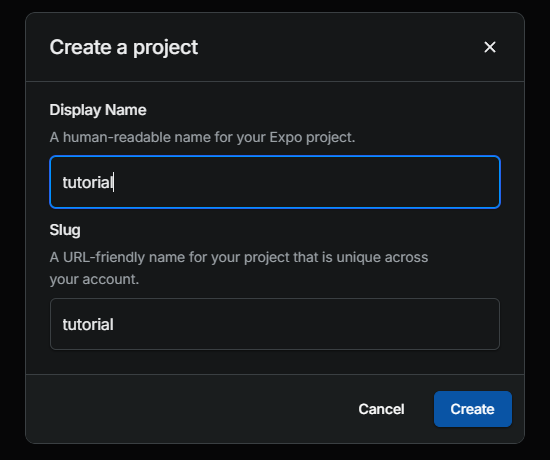 Create a project
Display Name
A human-readable name for your Expo project.
tutorial
Slug
A URL-friendly name for your project that is unique across
your account.
tutorial
Cancel
Create